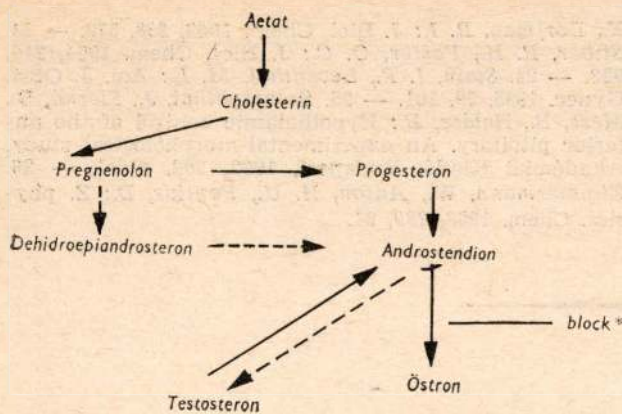 Aetat
Cholesterin
Pregnenolon
Progesteron
Dehidroepiandrosteron
Androstendion
block *
Östron
Testosteron